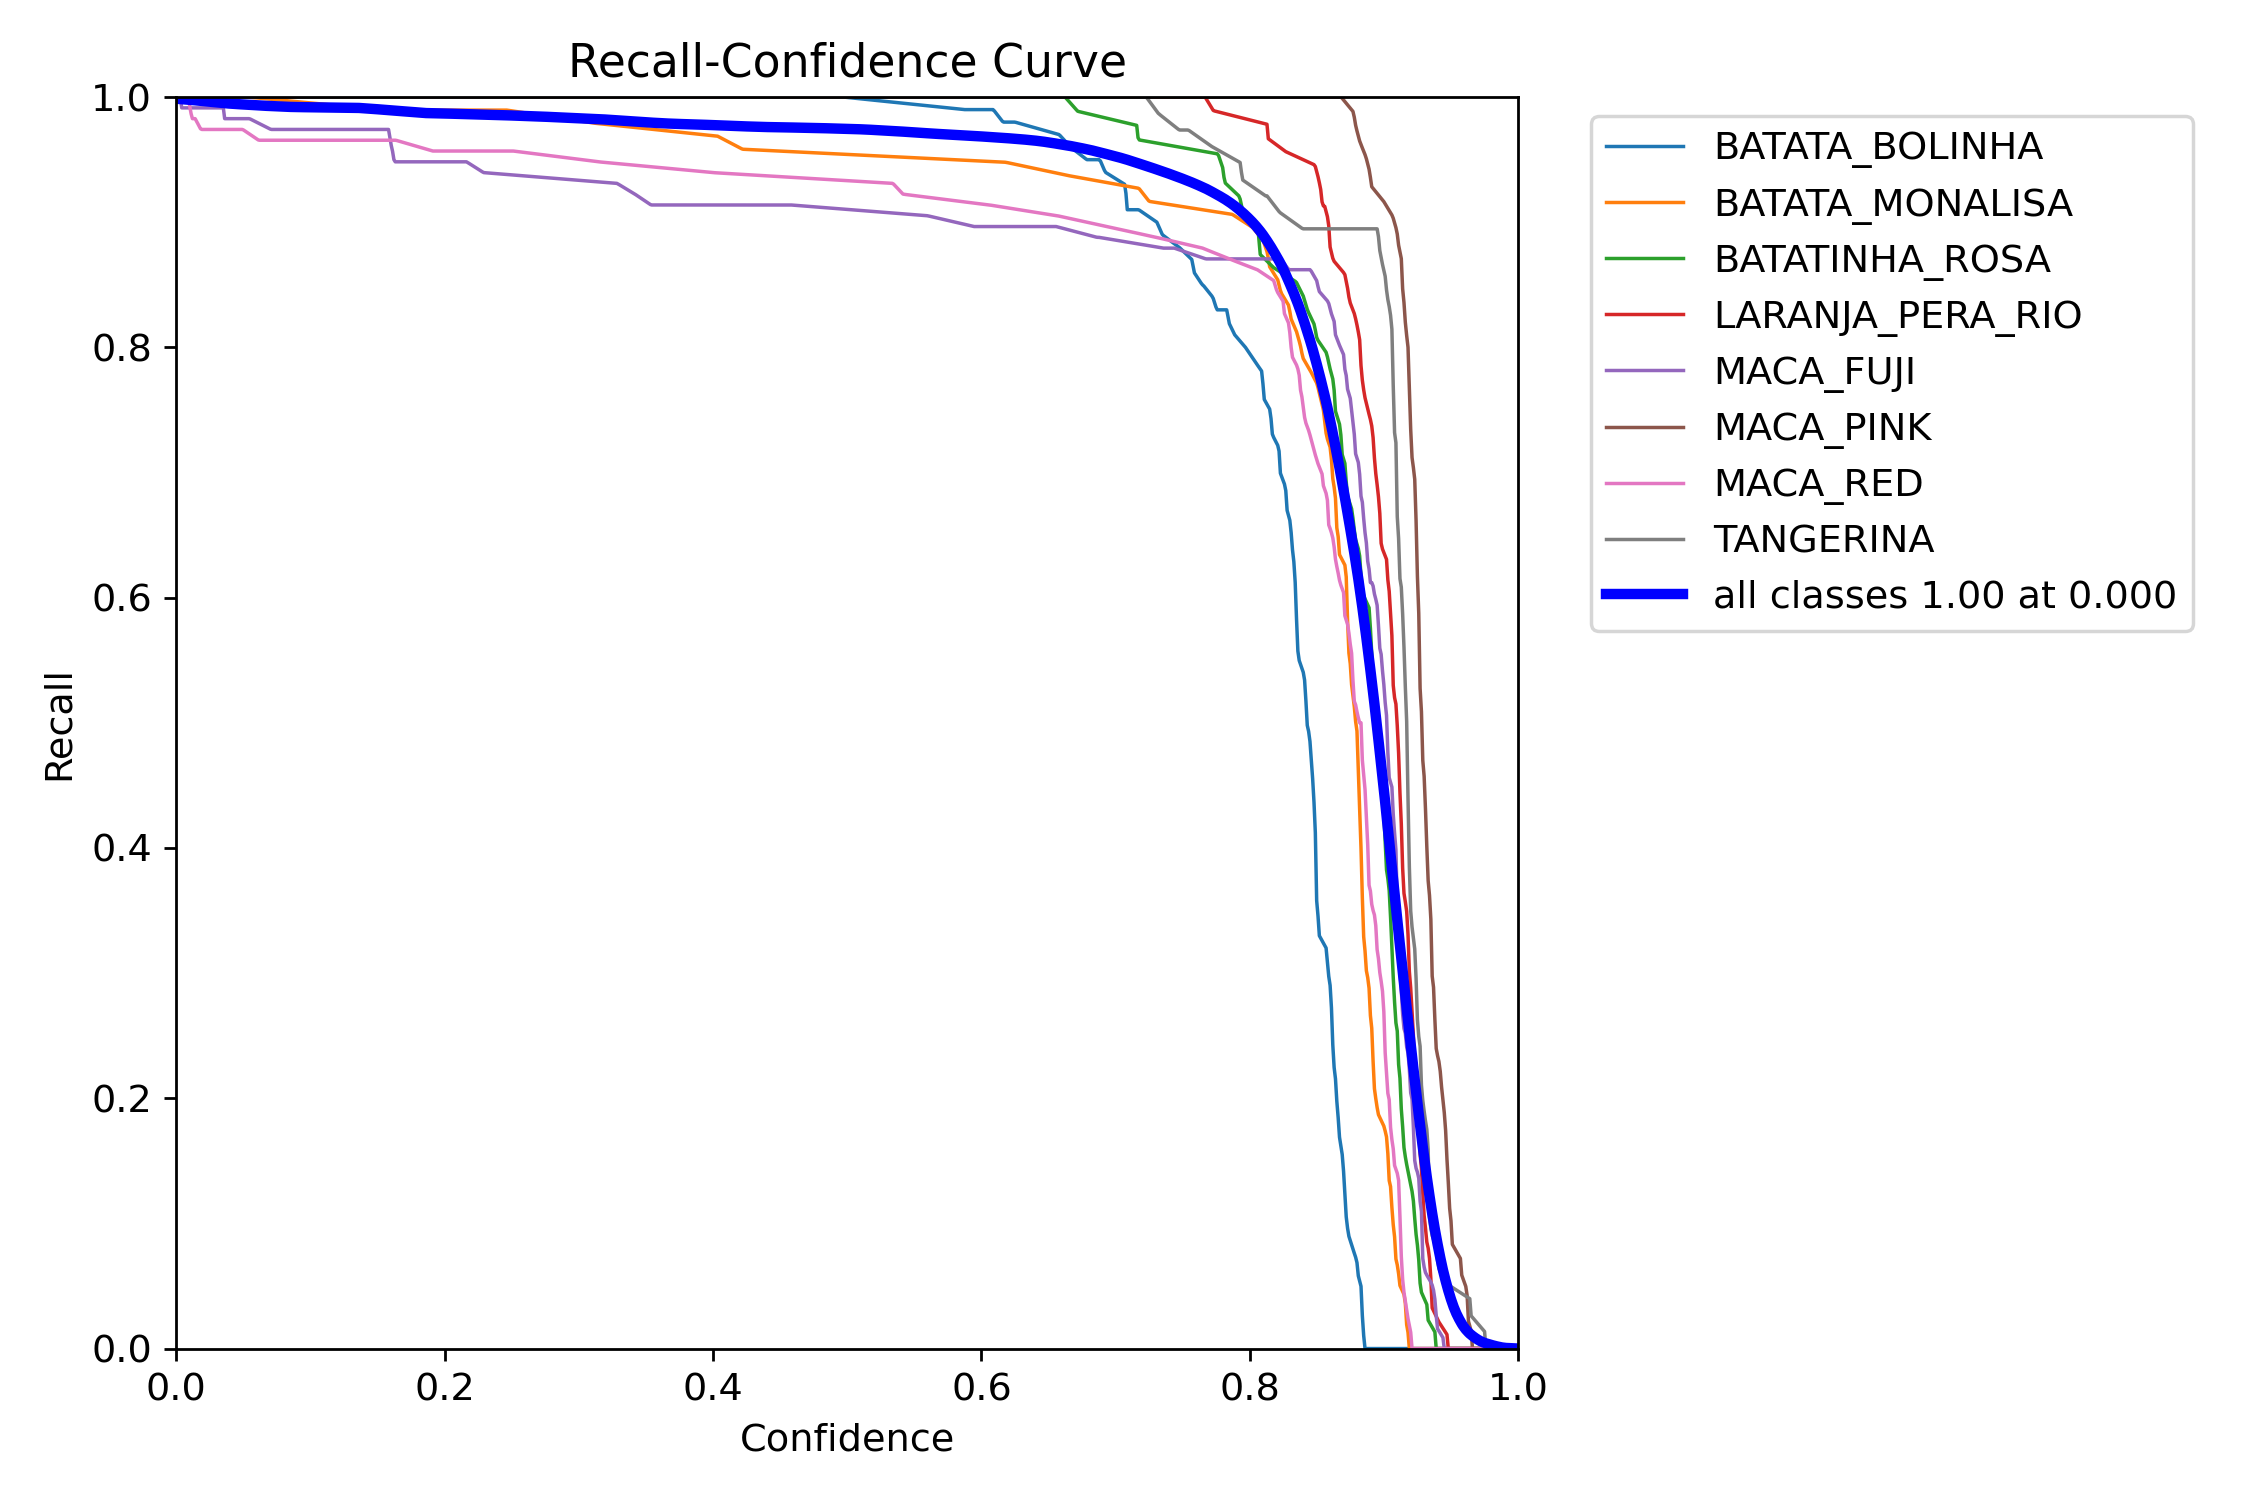 Recall-Confidence Curve
1.0
0.8
0.6
0.4
0.2
0.0
Recall
0.0 0.2 0.4 0.6 0.8 1.0
Confidence
BATATA_BOLINHA
BATATA_MONALISA
BATATINHA_ROSA
LARANJA_PERA_RIO
MACA_FUJI
MACA_PINK
MACA_RED
TANGERINA
all classes 1.00 at 0.000